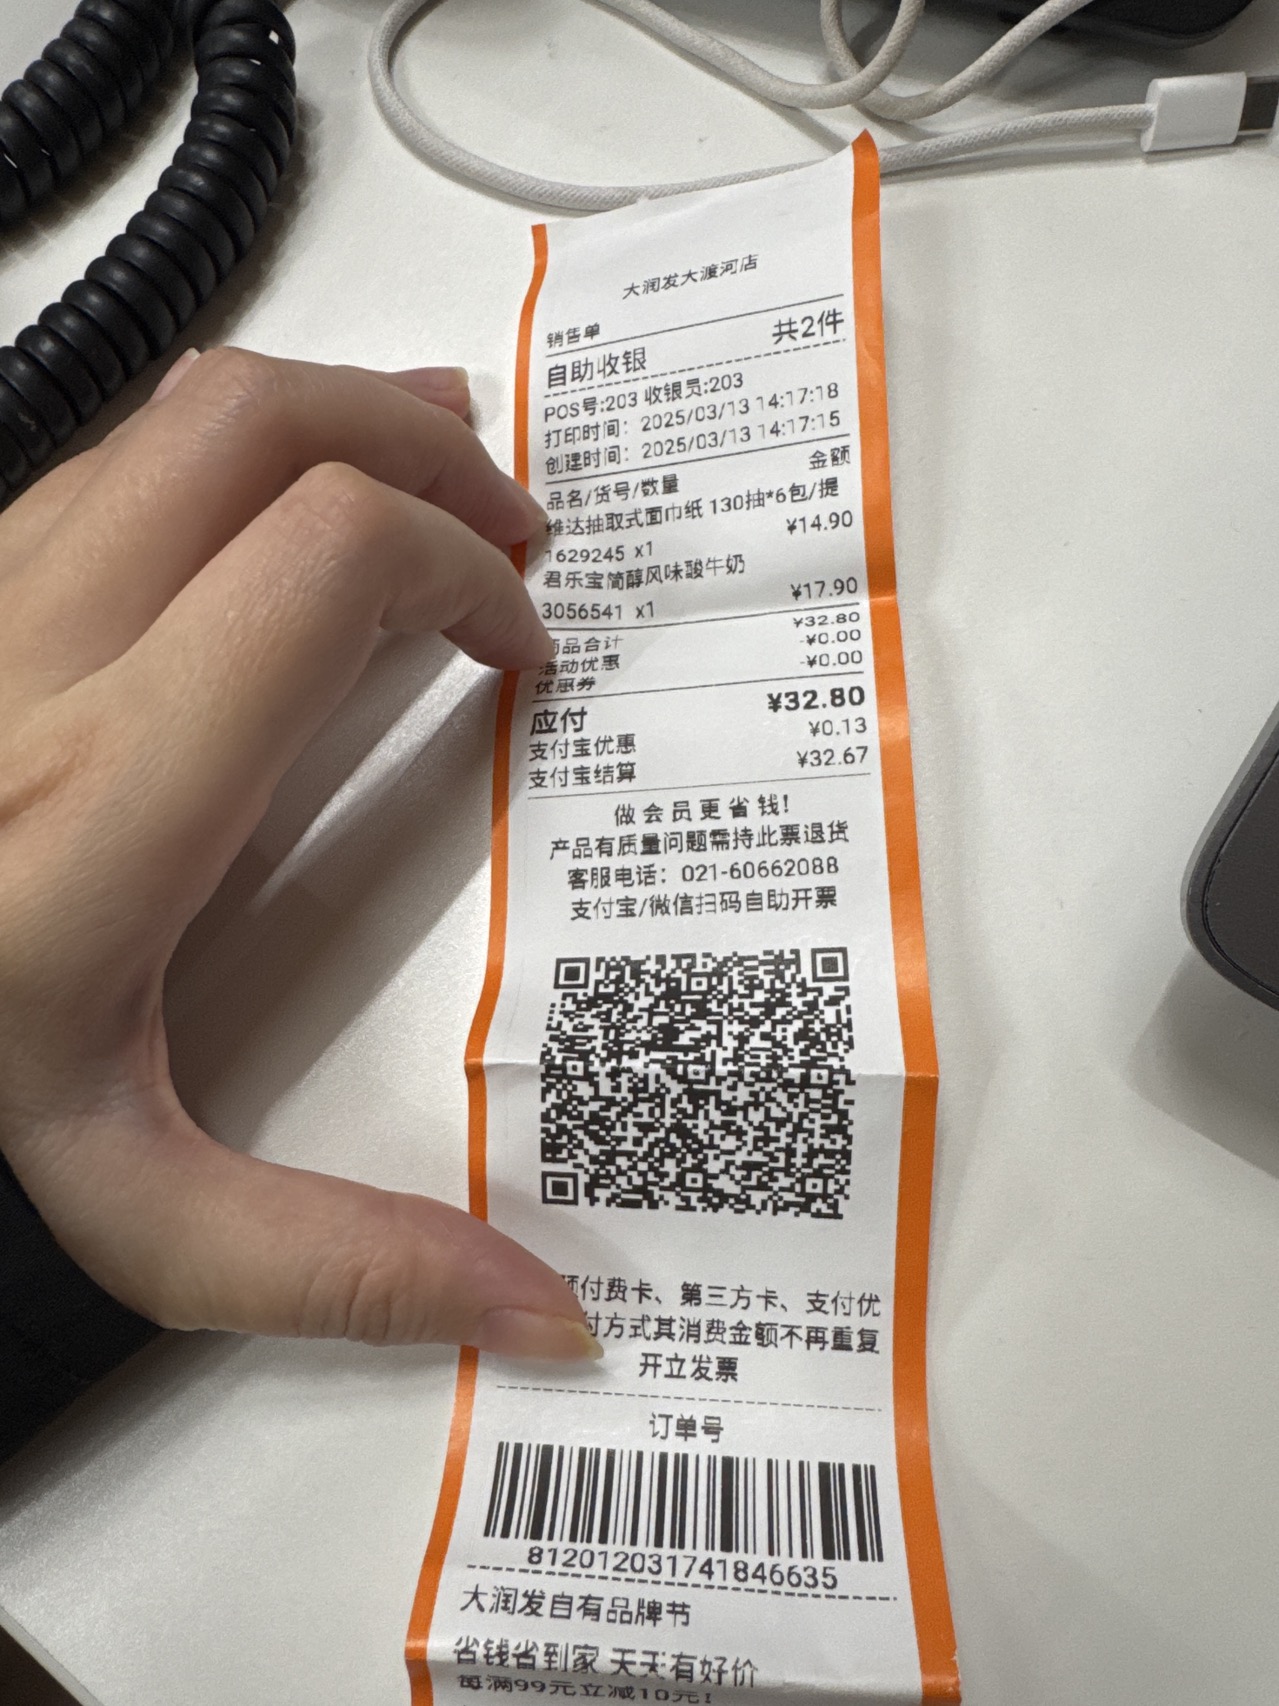 大润发大渡河店
销售单
共2件
自助收银
POS号:203 收银员:203
打印时间：2025/03/13 14:17:18
创建时间：2025/03/13 14:17:15
金额
品名/货号/数量
维达抽取式面巾纸 130抽*6包/提
1629245 x1 ¥14.90
君乐宝简醇风味酸牛奶
3056541 x1 ¥17.90
商品合计 ¥32.80
活动优惠 -¥0.00
优惠券 -¥0.00
应付 ¥32.80
支付宝优惠 ¥0.13
支付宝结算 ¥32.67
做会员更省钱!
产品有质量问题需持此票退货
客服电话：021-60662088
支付宝/微信扫码自助开票
预付费卡、第三方卡、支付优
付方式其消费金额不再重复
开立发票
订单号
812012031741846635
大润发自有品牌节
省钱省到家 天天有好价
每满99元立减10元!